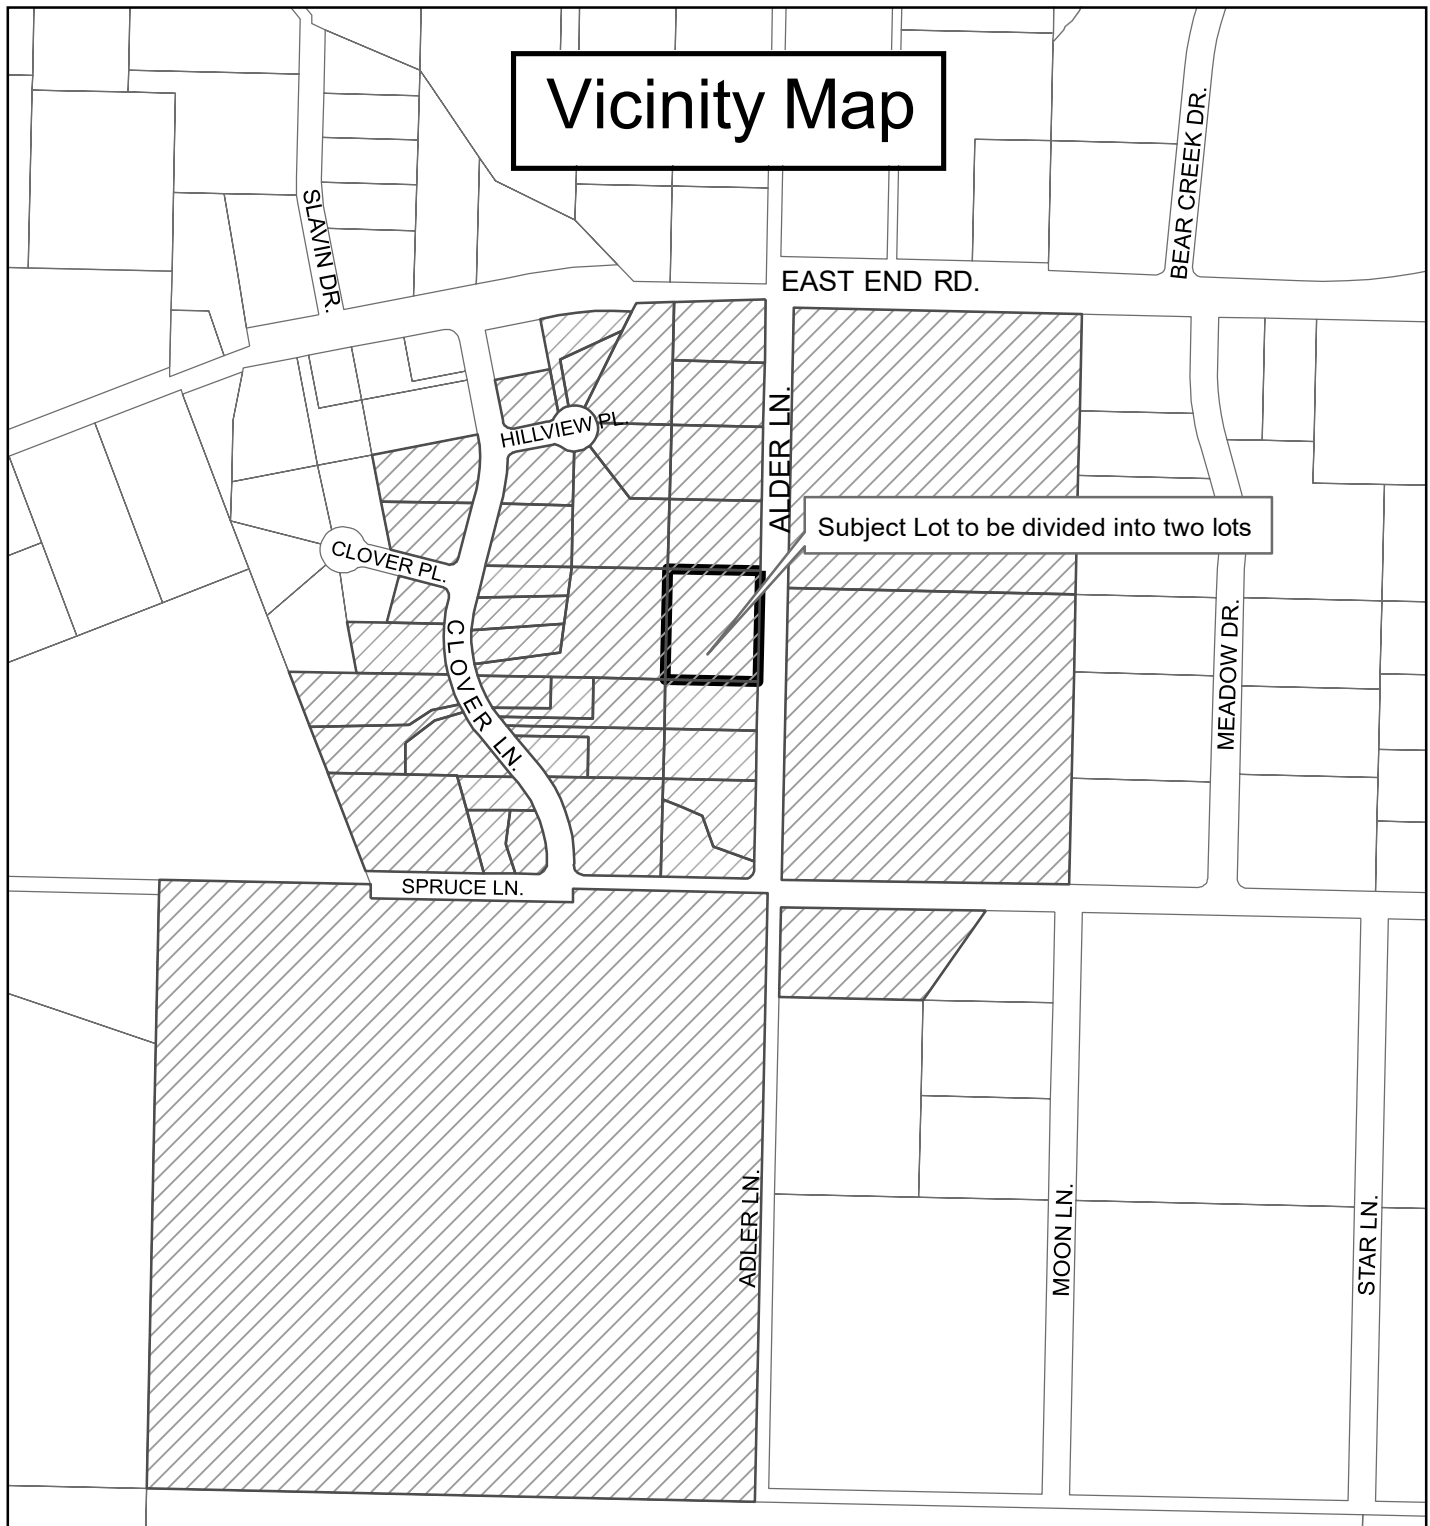 Vicinity Map
BEAR CREEK DR.
SLAVIN DR.
EAST END RD.
ALDER LN.
HILLVIEW PL.
Subject Lot to be divided into two lots
CLOVER PL.
CLOVER LN.
MEADOW DR.
SPRUCE LN.
ADLER LN.
MOON LN.
STAR LN.